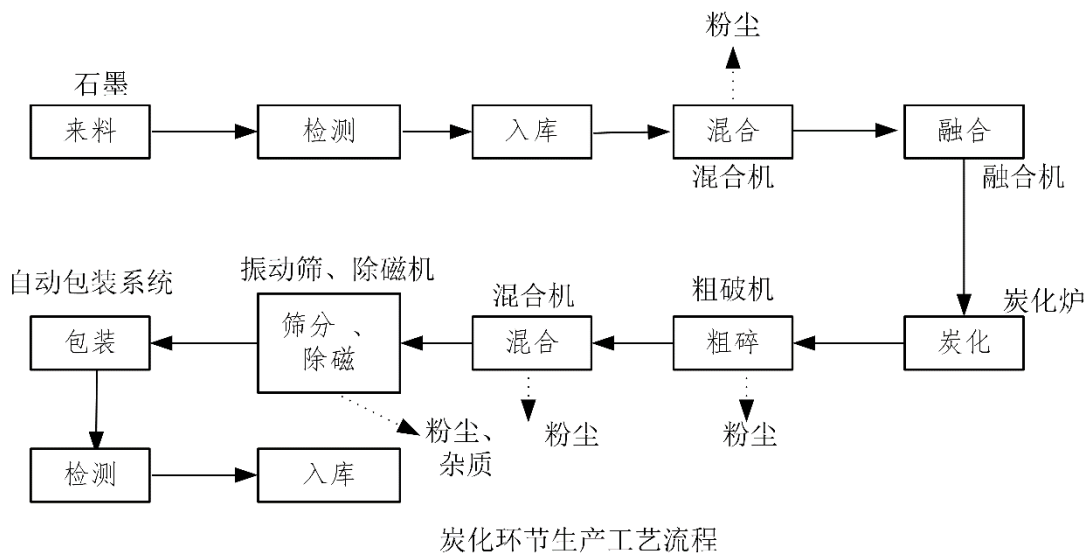 粉尘
石墨
来料
检测
入库
混合
融合
混合机
融合机
自动包装系统
振动筛、除磁机
混合机
粗破机
炭化炉
包装
筛分 、
除磁
混合
粗碎
炭化
粉尘、
杂质
粉尘
粉尘
检测
入库
炭化环节生产工艺流程